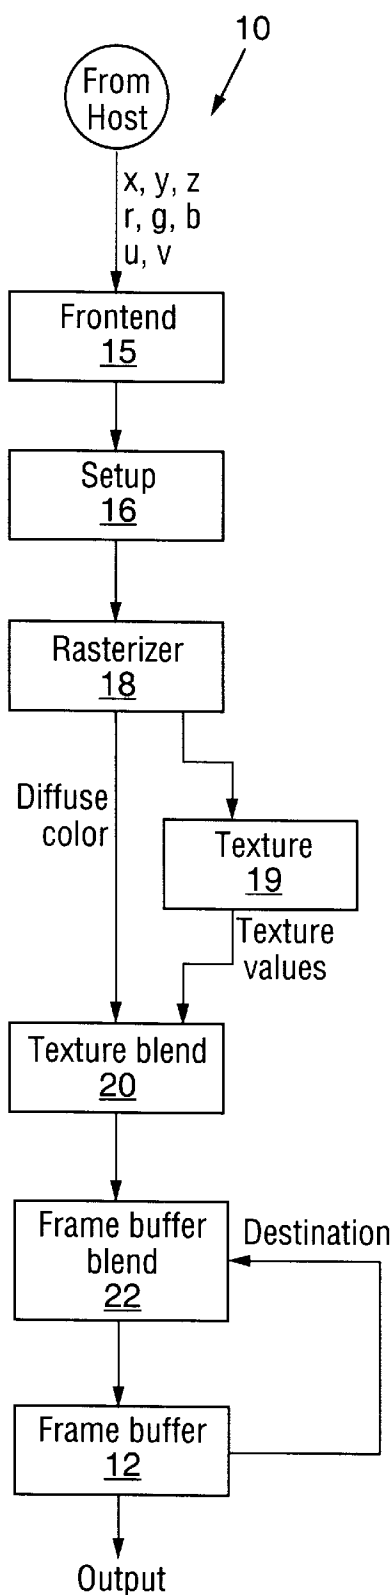 10
From
Host
x, y, z
r, g, b
u, v
Frontend
15
Setup
16
Rasterizer
18
Diffuse
color
Texture
19
Texture
values
Texture blend
20
Frame buffer
blend
22
Destination
Frame buffer
12
Output